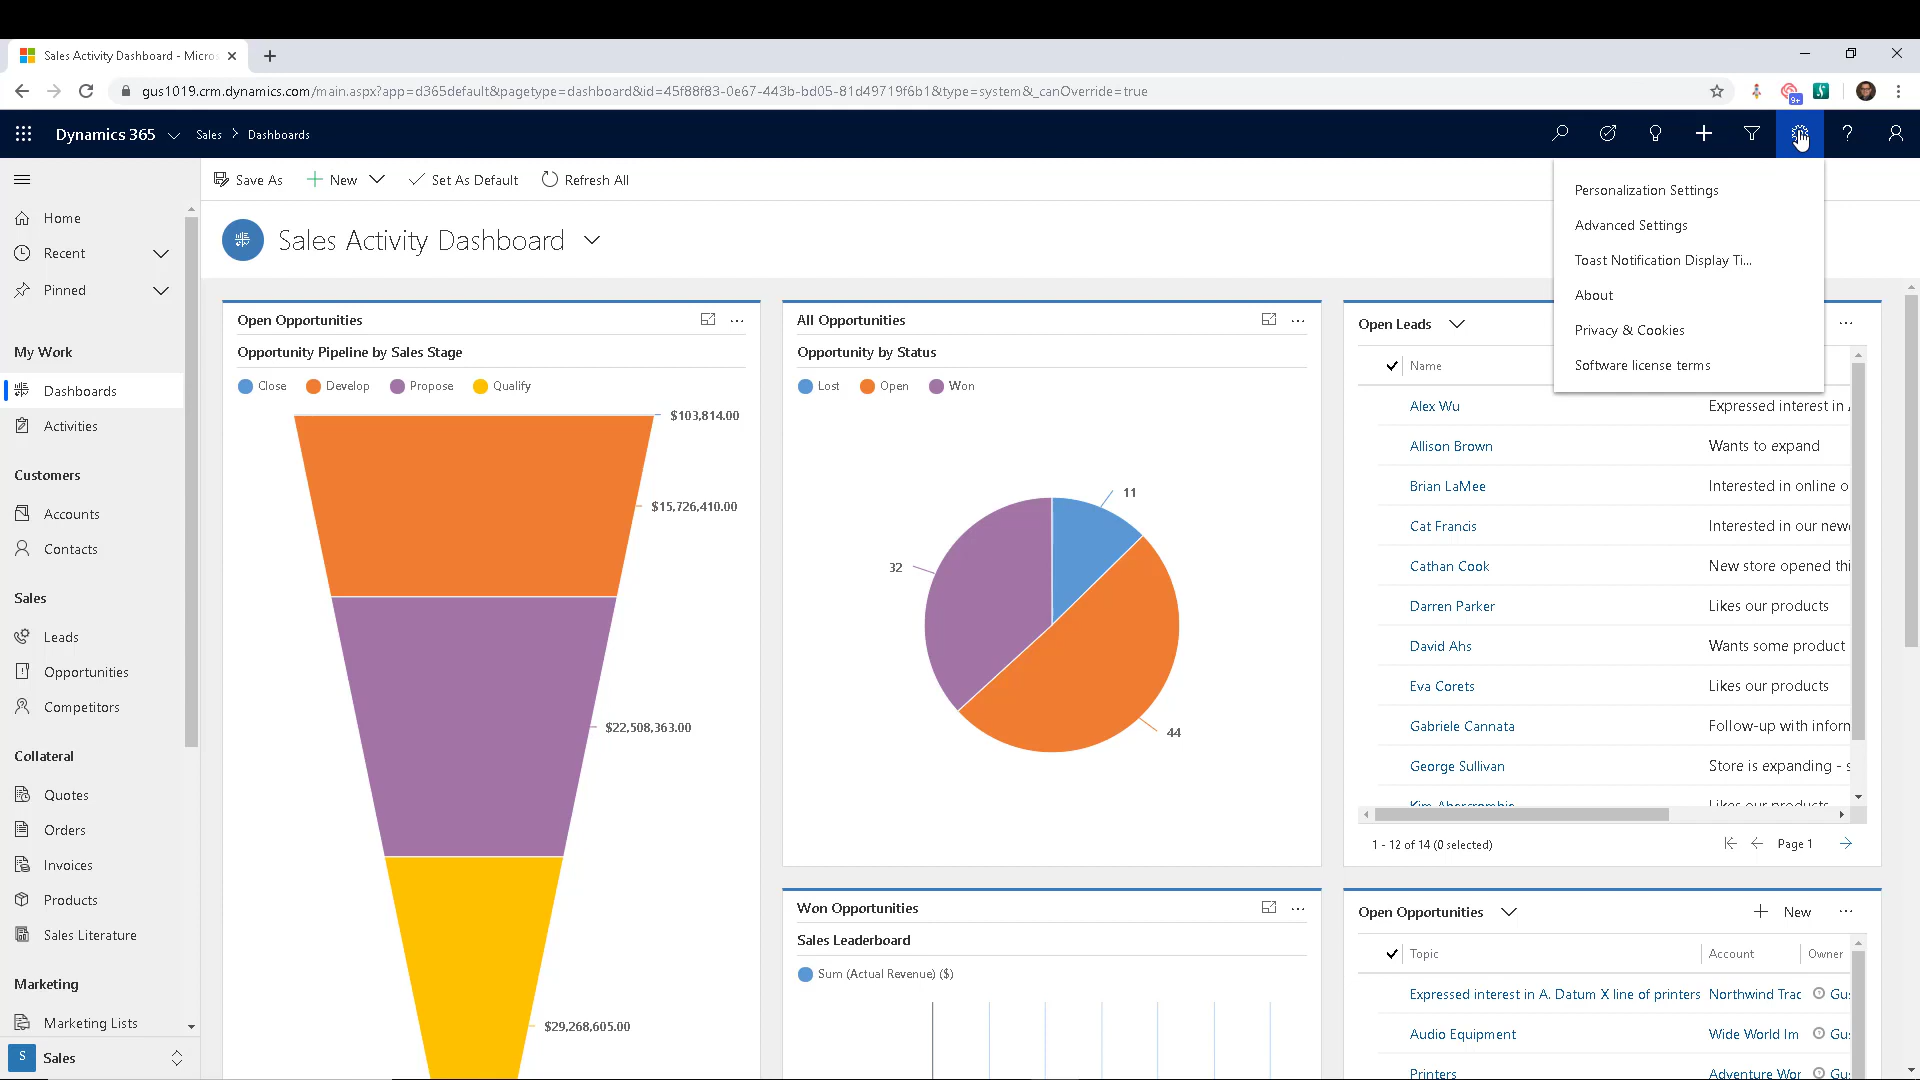 Sales Activity Dashboard - Micro
9+
gus1019.crm.dynamics.com/main.aspx?app=d365default&pagetype=dashboard&id=45f88f83-0e67-443b-bd05-81d49719f6b1&type=system&_canOverride=true
Dynamics 365 Sales > Dashboards
Save As New Set As Default Refresh All
Personalization Settings
Advanced Settings
Toast Notification Display Ti...
About
Privacy & Cookies
Software license terms
Home
Recent
Pinned
My Work
Dashboards
Activities
Customers
Accounts
Contacts
Sales
Leads
Opportunities
Competitors
Collateral
Quotes
Orders
Invoices
Products
Sales Literature
Marketing
Marketing Lists
S Sales
Sales Activity Dashboard
Open Opportunities
Opportunity Pipeline by Sales Stage
Close Develop Propose Qualify
$103,814.00
$15,726,410.00
$22,508,363.00
$29,268,605.00
All Opportunities
Opportunity by Status
Lost Open Won
11
32
44
Won Opportunities
Sales Leaderboard
Sum (Actual Revenue) ($)
Open Leads
Name
Alex Wu Expressed interest in
Allison Brown Wants to expand
Brian LaMee Interested in online o
Cat Francis Interested in our new
Cathan Cook New store opened thi
Darren Parker Likes our products
David Ahs Wants some product
Eva Corets Likes our products
Gabriele Cannata Follow-up with inforn
George Sullivan Store is expanding - s
Kim Abercrombie Likes our products
1 - 12 of 14 (0 selected) Page 1
Open Opportunities New
Topic Account Owner
Expressed interest in A. Datum X line of printers Northwind Trac Gu
Audio Equipment Wide World Im Gu
Printers Adventure Wor Gu